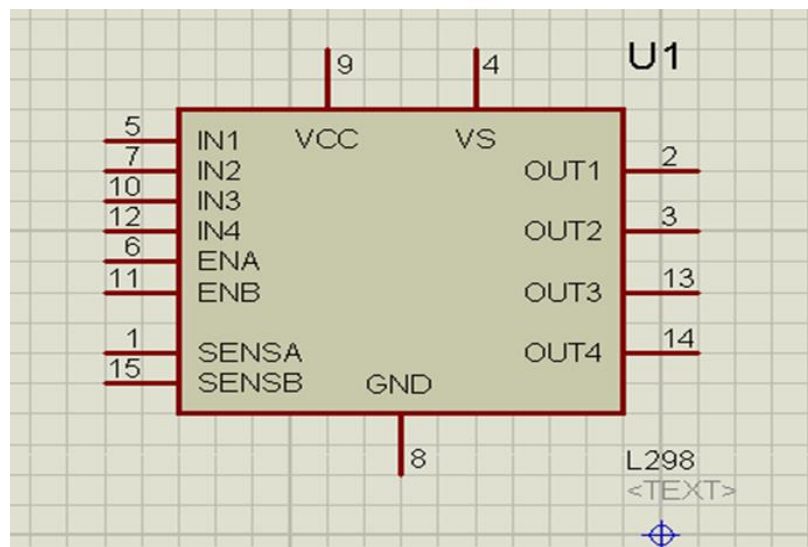 U1
9
4
5
IN1
VCC
VS
7
IN2
OUT1
2
10
IN3
12
IN4
OUT2
3
6
ENA
11
ENB
OUT3
13
1
SENSA
OUT4
14
15
SENSB
GND
8
L298
<TEXT>